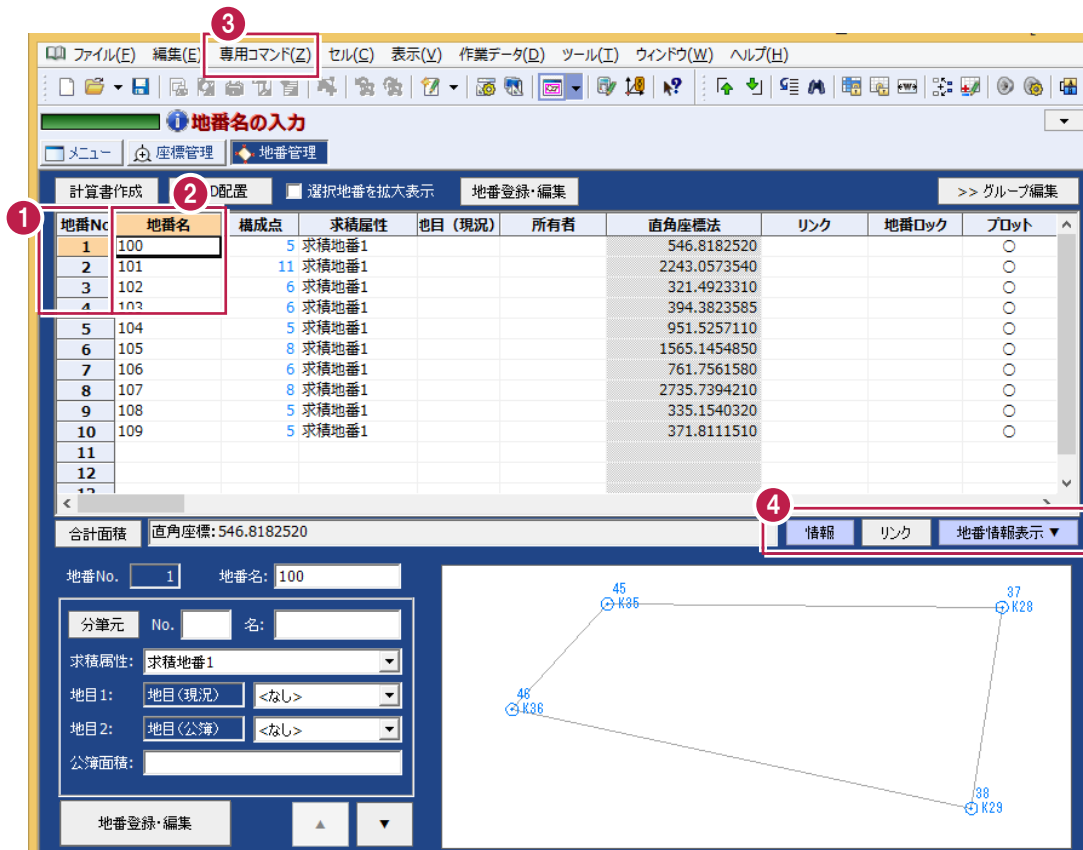 3
ファイル(F) 編集(E) 専用コマンド(Z) セル(C) 表示(V) 作業データ(D) ツール(T) ウィンドウ(W) ヘルプ(H)
地番名の入力
メニュー 座標管理 地番管理
計算書作成 2 D配置 選択地番を拡大表示 地番登録・編集 >> グループ編集
1
地番No 地番名 構成点 求積属性 地目（現況） 所有者 直角座標法 リンク 地番ロック プロット
1 100 5 求積地番1 546.8182520 ○
2 101 11 求積地番1 2243.0573540 ○
3 102 6 求積地番1 321.4923310 ○
4 103 6 求積地番1 394.3823585 ○
5 104 5 求積地番1 951.5257110 ○
6 105 8 求積地番1 1565.1454850 ○
7 106 6 求積地番1 761.7561580 ○
8 107 8 求積地番1 2735.7394210 ○
9 108 5 求積地番1 335.1540320 ○
10 109 5 求積地番1 371.8111510 ○
11
12
13
4
合計面積 直角座標:546.8182520 情報 リンク 地番情報表示 ▼
地番No. 1 地番名: 100
分筆元 No. 名:
求積属性: 求積地番1
地目1: 地目(現況) <なし>
地目2: 地目(公簿) <なし>
公簿面積:
地番登録・編集 ▲ ▼
45
K35
37
K28
46
K36
38
K29